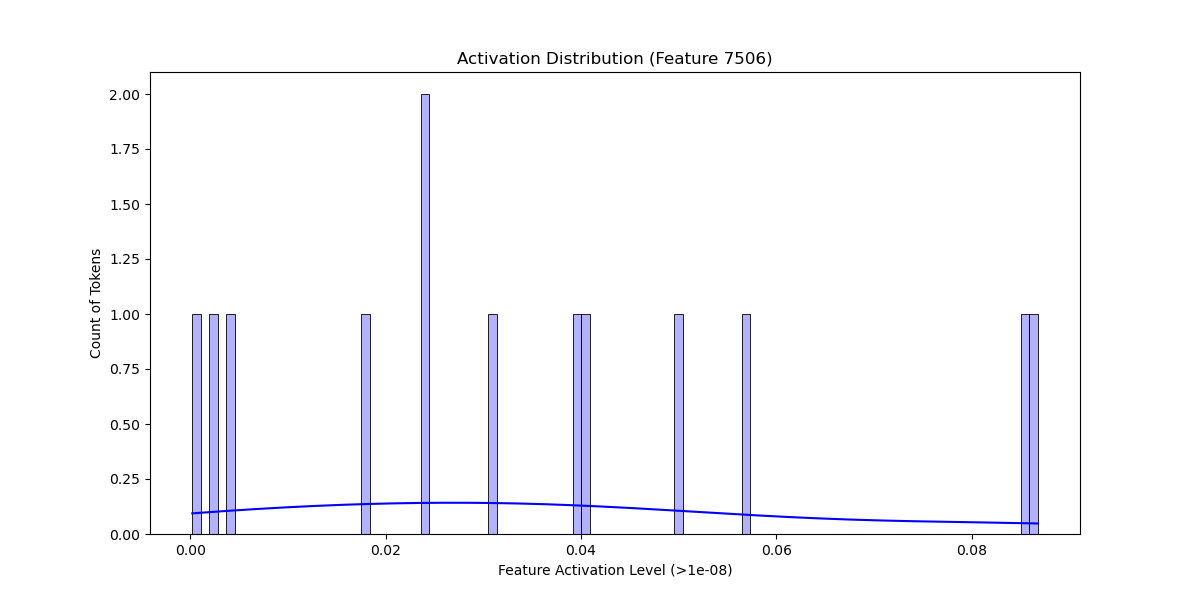 Activation Distribution (Feature 7506)
Count of Tokens
2.00
1.75
1.50
1.25
1.00
0.75
0.50
0.25
0.00
0.00 0.02 0.04 0.06 0.08
Feature Activation Level (>1e-08)